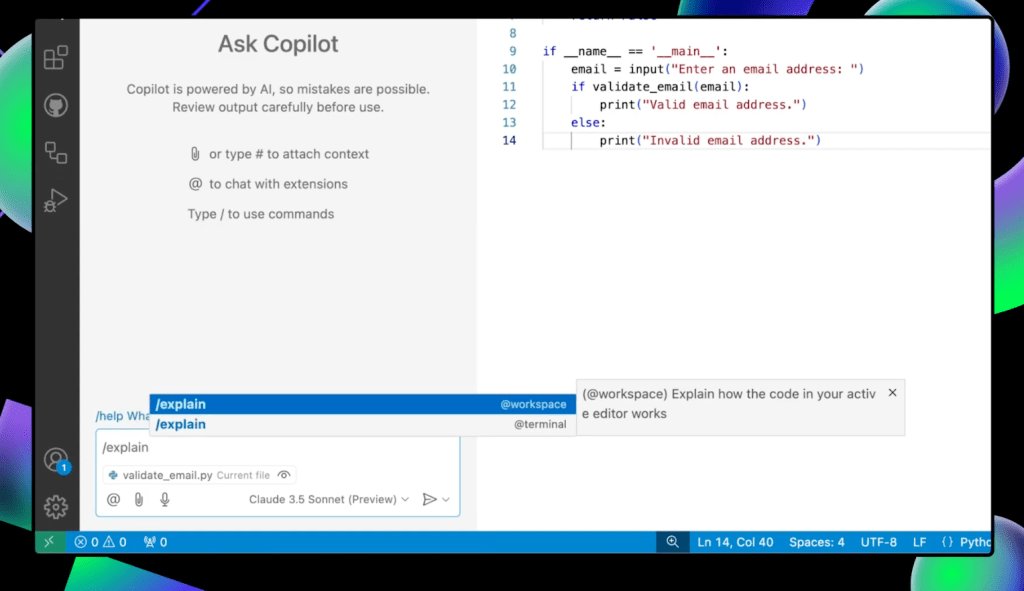 Ask Copilot
Copilot is powered by AI, so mistakes are possible.
Review output carefully before use.
or type # to attach context
@ to chat with extensions
Type / to use commands
8
9 if __name__ == '__main__':
10 email = input("Enter an email address: ")
11 if validate_email(email):
12 print("Valid email address.")
13 else:
14 print("Invalid email address.")
/explain @workspace
/explain @terminal
(@workspace) Explain how the code in your activ
e editor works
/help Wha
/explain
validate_email.py Current file
@ Claude 3.5 Sonnet (Preview)
1
0 0 0
Ln 14, Col 40 Spaces: 4 UTF-8 LF {} Pytho